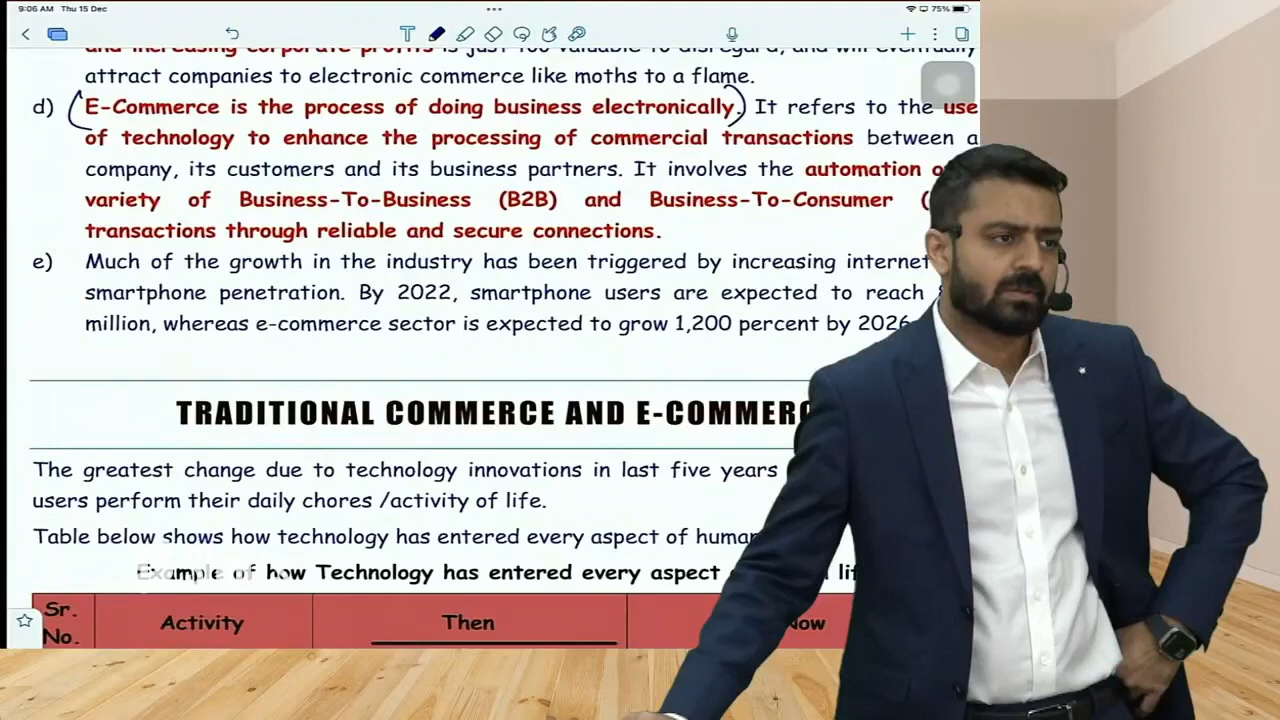 9:06 AM Thu 15 Dec
75%
attract companies to electronic commerce like moths to a flame.
d) E-Commerce is the process of doing business electronically. It refers to the use
of technology to enhance the processing of commercial transactions between a
company, its customers and its business partners. It involves the automation
variety of Business-To-Business (B2B) and Business-To-Consumer (
transactions through reliable and secure connections.
e) Much of the growth in the industry has been triggered by increasing internet
smartphone penetration. By 2022, smartphone users are expected to reach
million, whereas e-commerce sector is expected to grow 1,200 percent by 2026
TRADITIONAL COMMERCE AND
The greatest change due to technology innovations in last five years
users perform their daily chores /activity of life.
Table below shows how technology has entered every aspect of human
Example of how Technology has entered every aspect
Sr. No. Activity Then Now